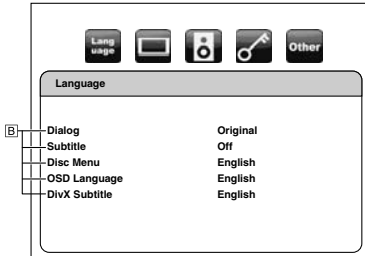 Lang
uage
Other
Language
B
Dialog Original
Subtitle Off
Disc Menu English
OSD Language English
DivX Subtitle English